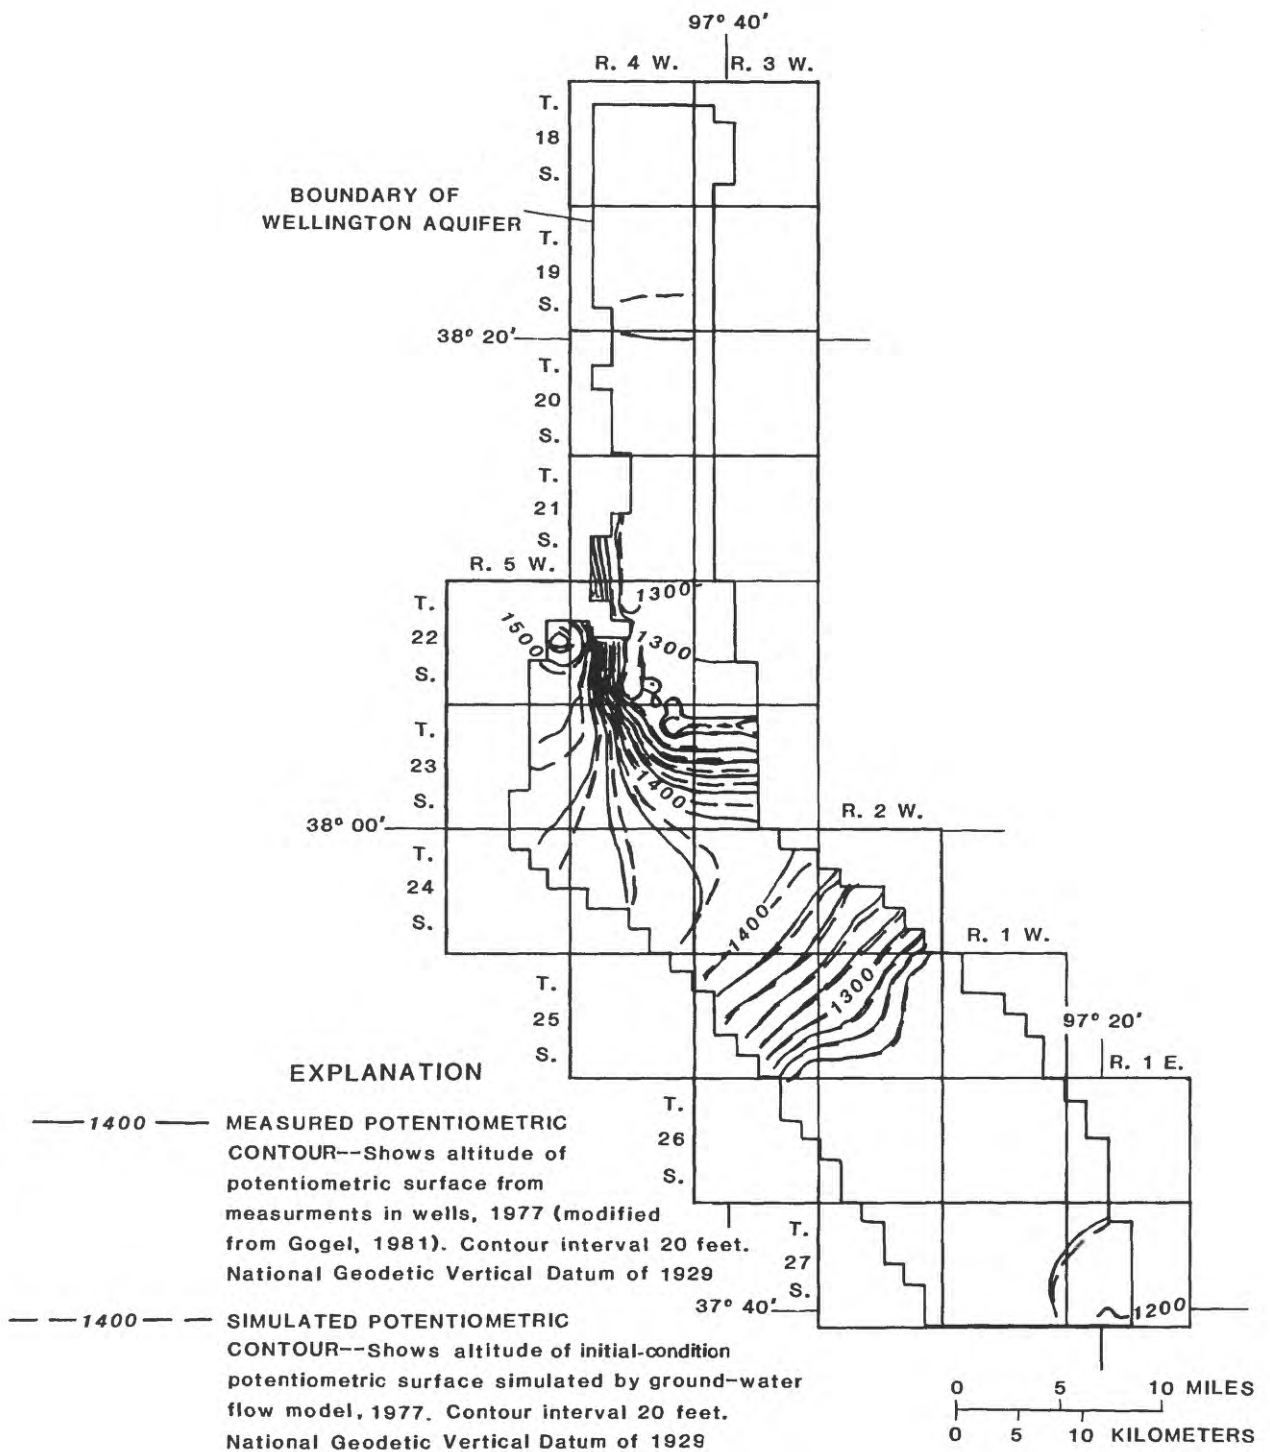 97° 40'
R. 4 W.
R. 3 W.
T.
18
S.
BOUNDARY OF
WELLINGTON AQUIFER
T.
19
S.
38° 20'
T.
20
S.
T.
21
S.
R. 5 W.
1300
T.
22
S.
1500
1300
T.
23
S.
1400
38° 00'
R. 2 W.
T.
24
S.
1400
R. 1 W.
T.
25
S.
1300
97° 20'
R. 1 E.
EXPLANATION
T.
26
S.
1400 MEASURED POTENTIOMETRIC
CONTOUR--Shows altitude of
potentiometric surface from
measurments in wells, 1977 (modified
from Gogel, 1981). Contour interval 20 feet.
National Geodetic Vertical Datum of 1929
T.
27
S.
37° 40'
1200
1400 SIMULATED POTENTIOMETRIC
CONTOUR--Shows altitude of initial-condition
potentiometric surface simulated by ground-water
flow model, 1977. Contour interval 20 feet.
National Geodetic Vertical Datum of 1929
0 5 10 MILES
0 5 10 KILOMETERS